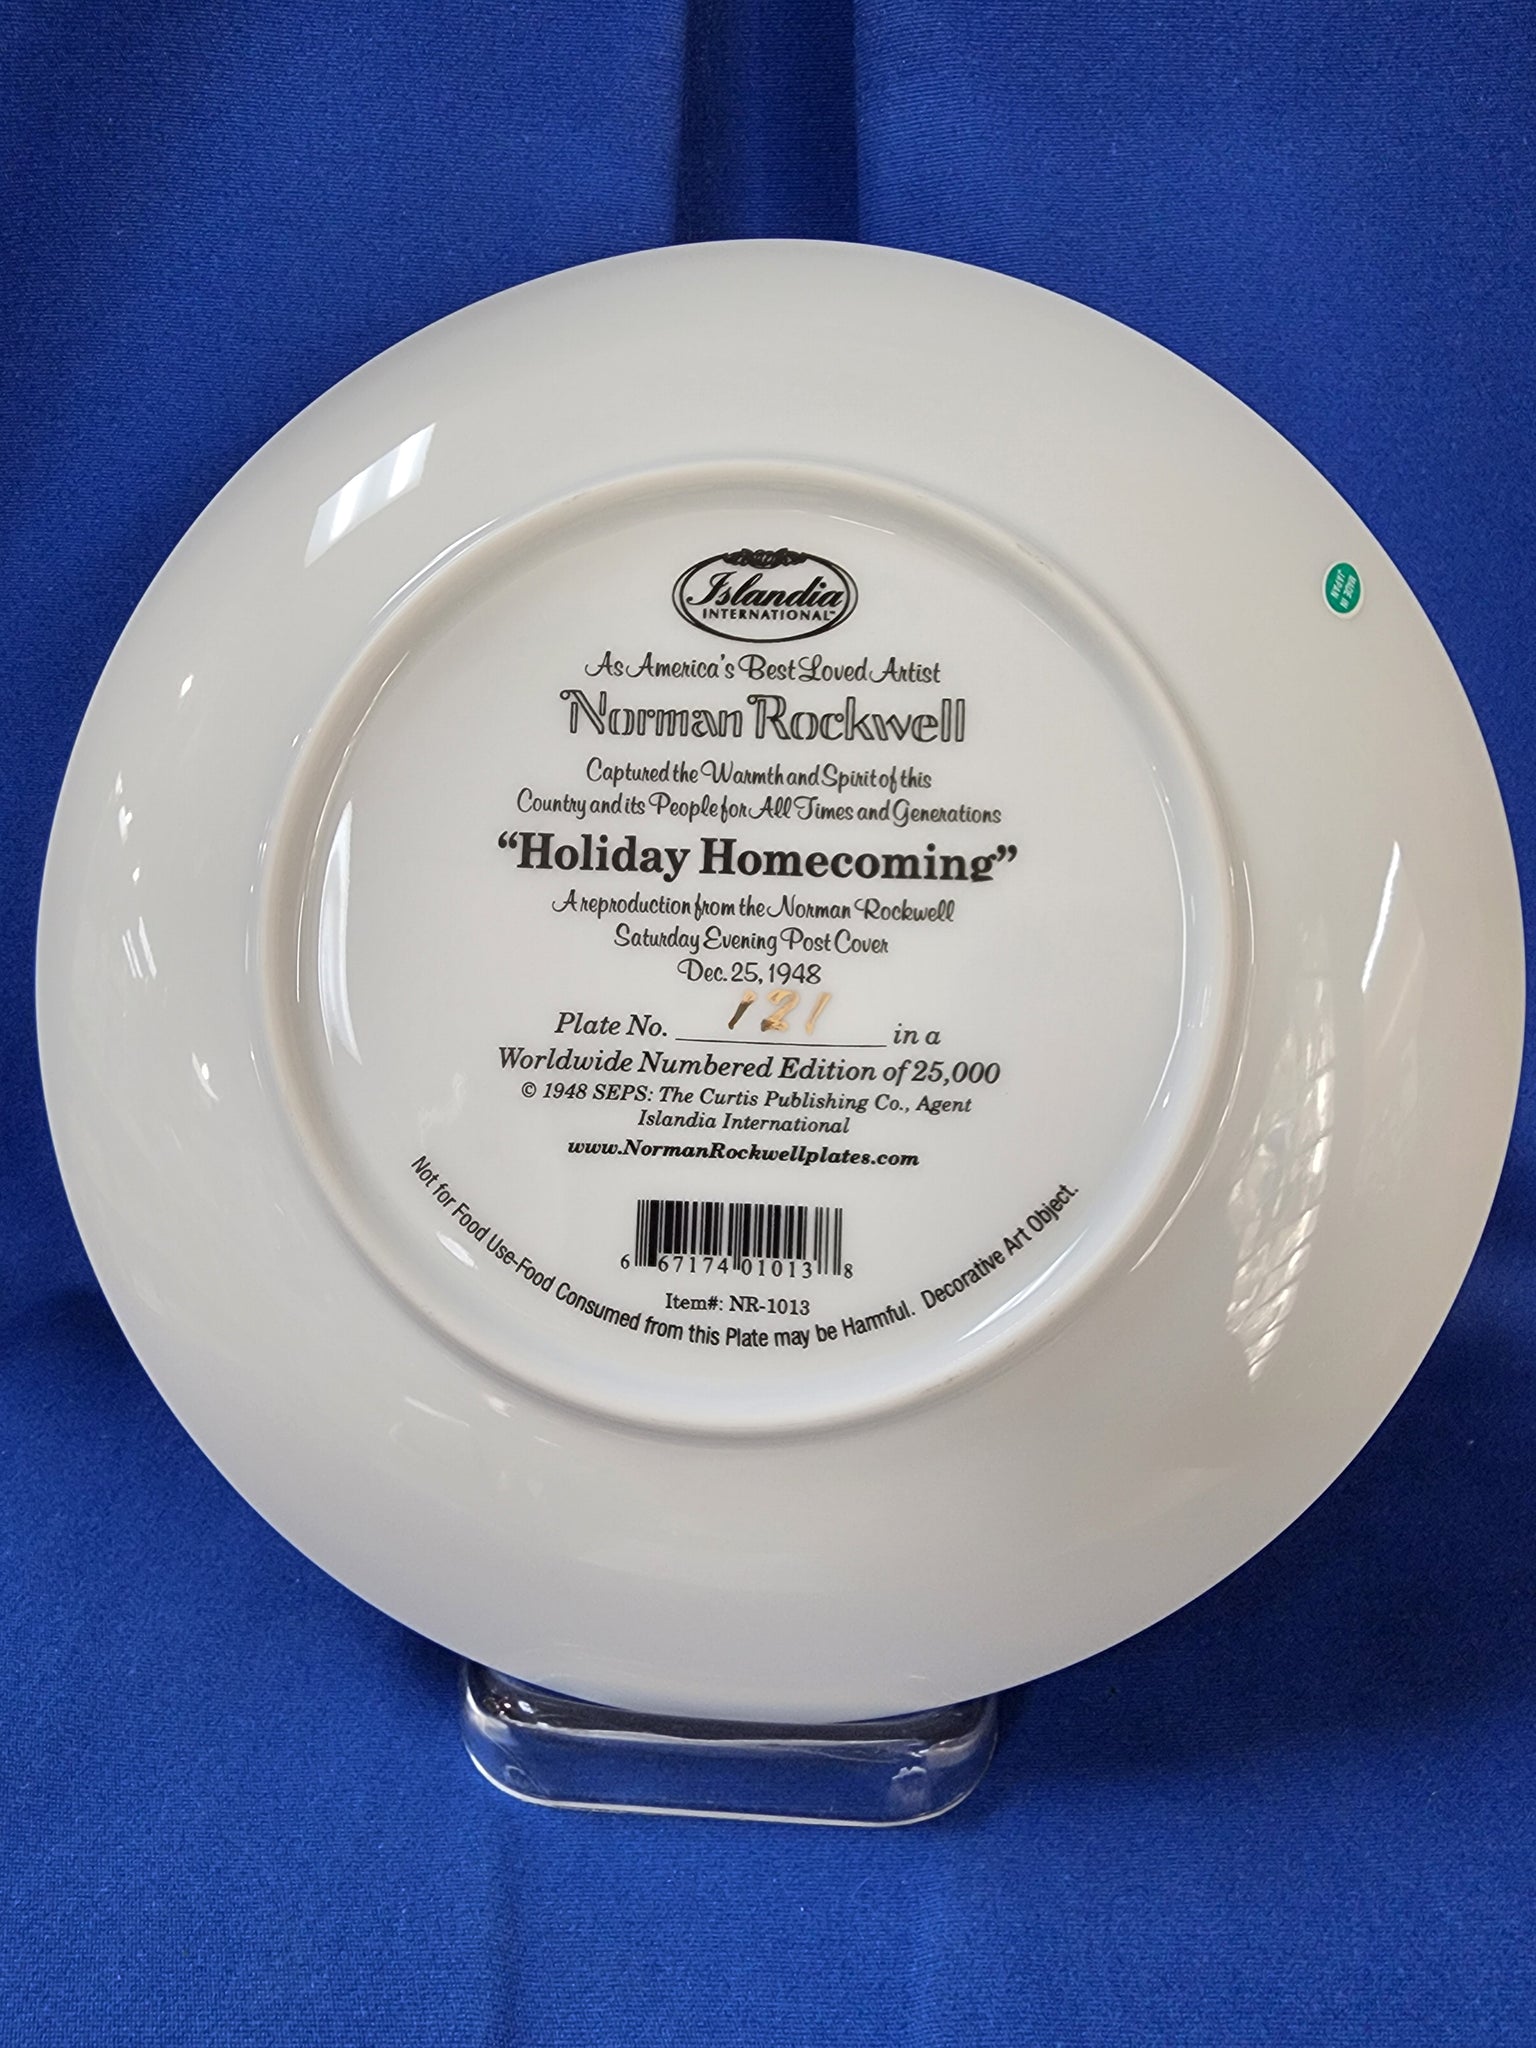 Islandia
INTERNATIONAL™
As America's Best Loved Artist
Norman Rockwell
Captured the Warmth and Spirit of this
Country and its People for All Times and Generations
“Holiday Homecoming”
A reproduction from the Norman Rockwell
Saturday Evening Post Cover
Dec. 25, 1948
Plate No. 121 in a
Worldwide Numbered Edition of 25,000
© 1948 SEPS: The Curtis Publishing Co., Agent
Islandia International
www.NormanRockwellplates.com
6 67174 01013 8
Item#: NR-1013
Not for Food Use-Food Consumed from this Plate may be Harmful. Decorative Art Object.
MADE IN
JAPAN